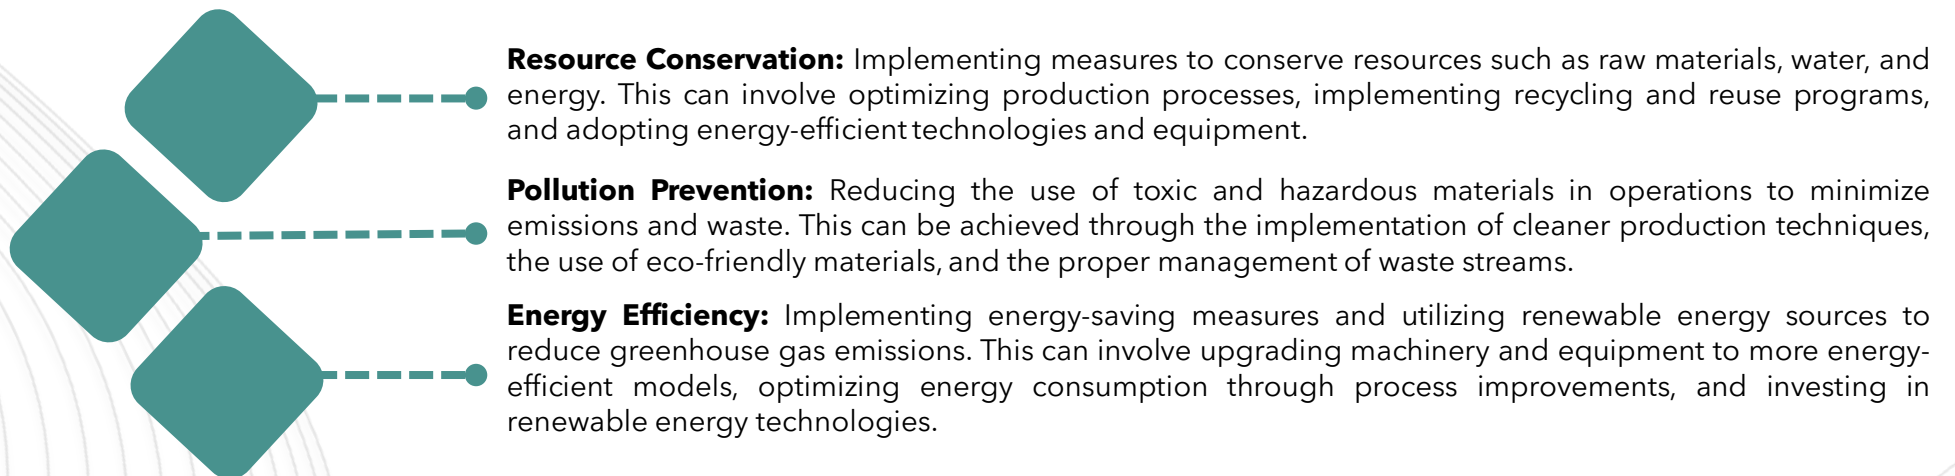 Resource Conservation: Implementing measures to conserve resources such as raw materials, water, and
energy. This can involve optimizing production processes, implementing recycling and reuse programs,
and adopting energy-efficient technologies and equipment.
Pollution Prevention: Reducing the use of toxic and hazardous materials in operations to minimize
emissions and waste. This can be achieved through the implementation of cleaner production techniques,
the use of eco-friendly materials, and the proper management of waste streams.
Energy Efficiency: Implementing energy-saving measures and utilizing renewable energy sources to
reduce greenhouse gas emissions. This can involve upgrading machinery and equipment to more energy-
efficient models, optimizing energy consumption through process improvements, and investing in
renewable energy technologies.